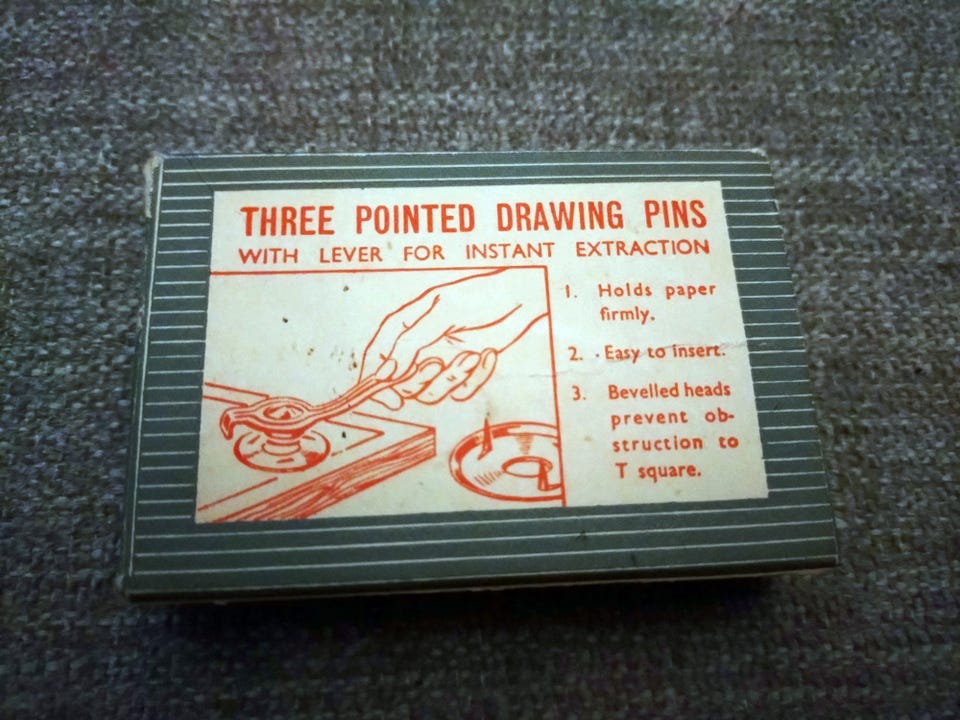 THREE POINTED DRAWING PINS
WITH LEVER FOR INSTANT EXTRACTION
1. Holds paper
firmly.
2. Easy to insert.
3. Bevelled heads
prevent ob-
struction to
T square.